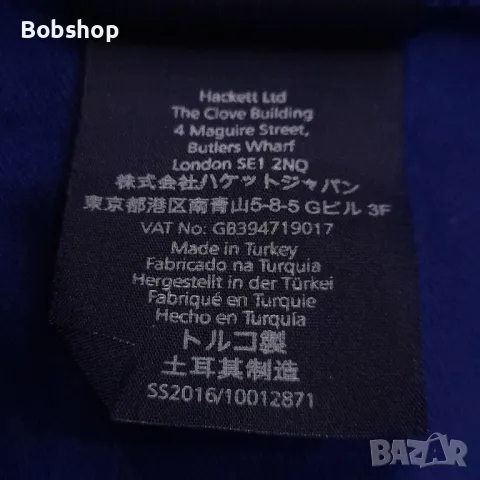 Bobshop
Hackett Ltd
The Clove Building
4 Maguire Street,
Butlers Wharf
London SE1 2NQ
株式会社ハケットジャパン
東京都港区南青山5-8-5 Gビル 3F
VAT No: GB394719017
Made in Turkey
Fabricado na Turquia
Hergestellt in der Türkei
Fabriqué en Turquie
Hecho en Turquía
トルコ製
土耳其制造
SS2016/10012871
BAZAR